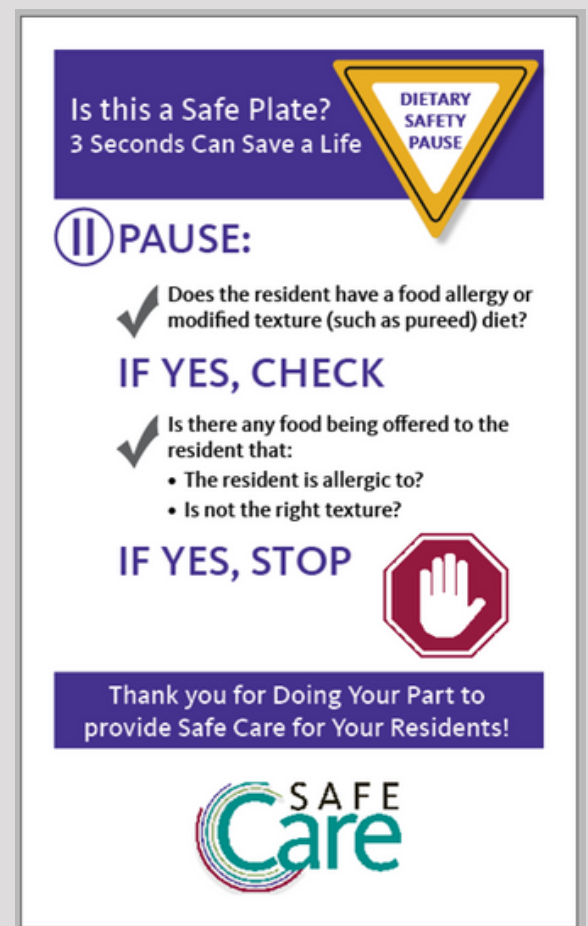 Is this a Safe Plate?
3 Seconds Can Save a Life
DIETARY
SAFETY
PAUSE
PAUSE:
Does the resident have a food allergy or
modified texture (such as pureed) diet?
IF YES, CHECK
Is there any food being offered to the
resident that:
• The resident is allergic to?
• Is not the right texture?
IF YES, STOP
Thank you for Doing Your Part to
provide Safe Care for Your Residents!
SAFE
Care